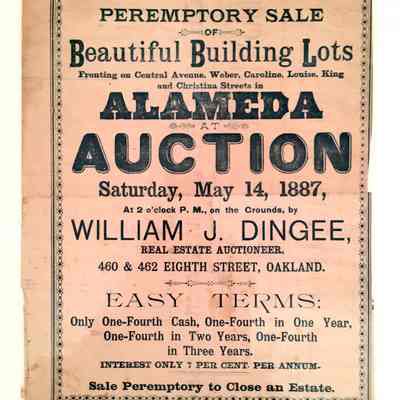 PEREMPTORY SALE
OF
Beautiful Building Lots
Fronting on Central Avenue, Weber, Caroline, Louise, King
and Christina Streets in
ALAMEDA
AT
AUCTION
Saturday, May 14, 1887,
At 2 o'clock P. M., on the Grounds, by
WILLIAM J. DINGEE,
REAL ESTATE AUCTIONEER,
460 & 462 EIGHTH STREET, OAKLAND.
EASY TERMS:
Only One-Fourth Cash, One-Fourth in One Year,
One-Fourth in Two Years, One-Fourth
in Three Years.
INTEREST ONLY 7 PER CENT. PER ANNUM.
Sale Peremptory to Close an Estate.